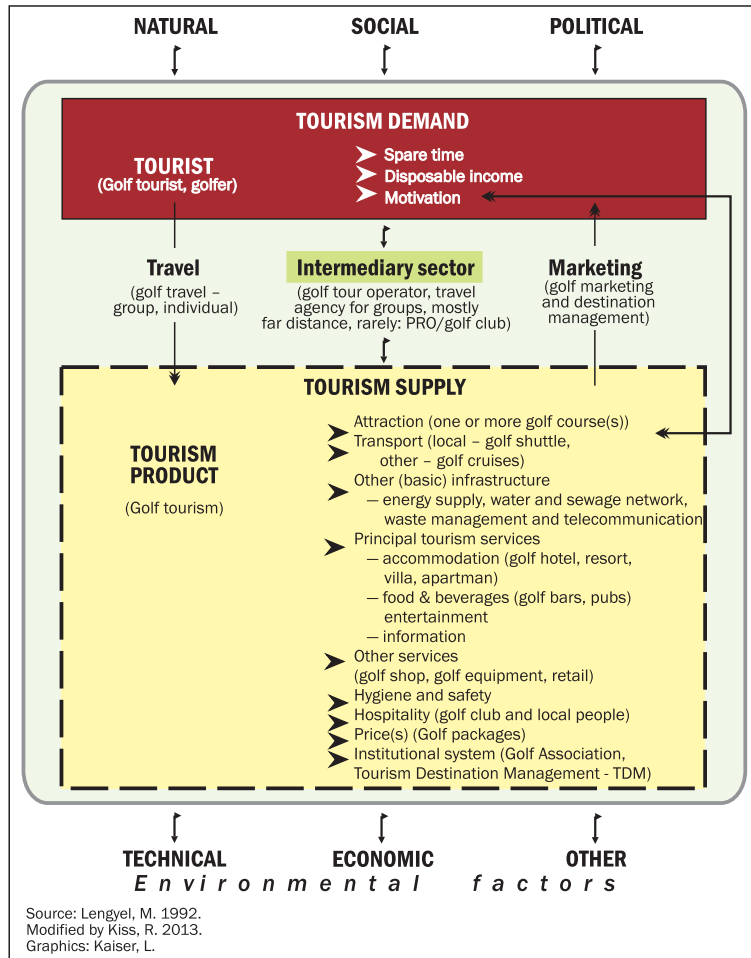 NATURAL SOCIAL POLITICAL
TOURISM DEMAND
TOURIST
(Golf tourist, golfer)
Spare time
Disposable income
Motivation
Travel
(golf travel –
group, individual)
Intermediary sector
(golf tour operator, travel
agency for groups, mostly
far distance, rarely: PRO/golf club)
Marketing
(golf marketing
and destination
management)
TOURISM SUPPLY
TOURISM
PRODUCT
(Golf tourism)
Attraction (one or more golf course(s))
Transport (local – golf shuttle,
other – golf cruises)
Other (basic) infrastructure
— energy supply, water and sewage network,
waste management and telecommunication
Principal tourism services
— accommodation (golf hotel, resort,
villa, apartman)
— food & beverages (golf bars, pubs)
entertainment
— information
Other services
(golf shop, golf equipment, retail)
Hygiene and safety
Hospitality (golf club and local people)
Price(s) (Golf packages)
Institutional system (Golf Association,
Tourism Destination Management - TDM)
TECHNICAL ECONOMIC OTHER
Environmental factors
Source: Lengyel, M. 1992.
Modified by Kiss, R. 2013.
Graphics: Kaiser, L.